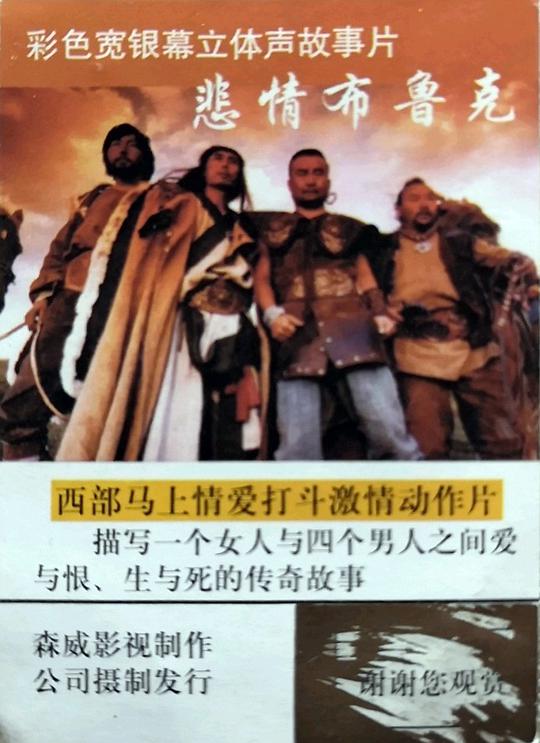 彩色宽银幕立体声故事片
悲情布鲁克
西部马上情爱打斗激情动作片
描写一个女人与四个男人之间爱
与恨、生与死的传奇故事
森威影视制作
公司摄制发行
谢谢您观赏